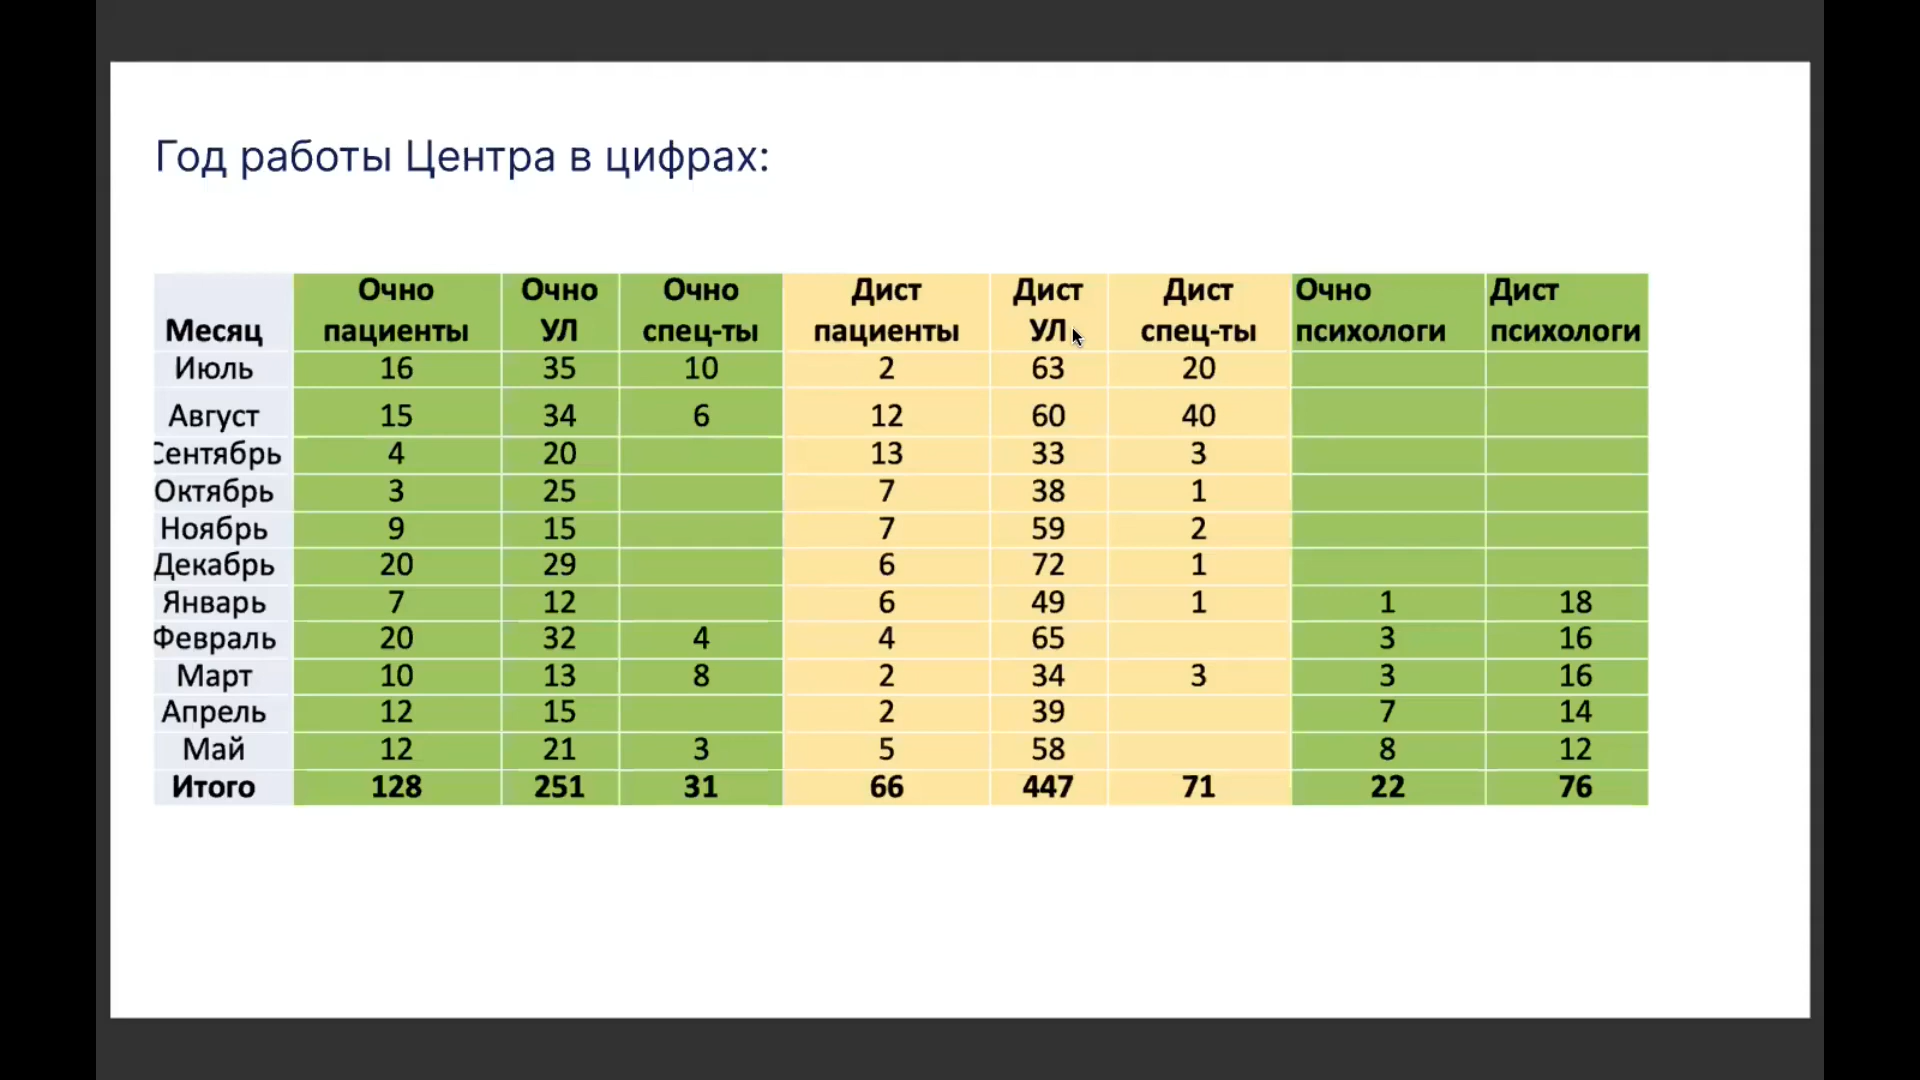 Год работы Центра в цифрах:
Месяц Очно пациенты Очно УЛ Очно спец-ты Дист пациенты Дист УЛ Дист спец-ты Очно психологи Дист психологи
Июль 16 35 10 2 63 20
Август 15 34 6 12 60 40
Сентябрь 4 20 13 33 3
Октябрь 3 25 7 38 1
Ноябрь 9 15 7 59 2
Декабрь 20 29 6 72 1
Январь 7 12 6 49 1 1 18
Февраль 20 32 4 4 65 3 16
Март 10 13 8 2 34 3 3 16
Апрель 12 15 2 39 7 14
Май 12 21 3 5 58 8 12
Итого 128 251 31 66 447 71 22 76